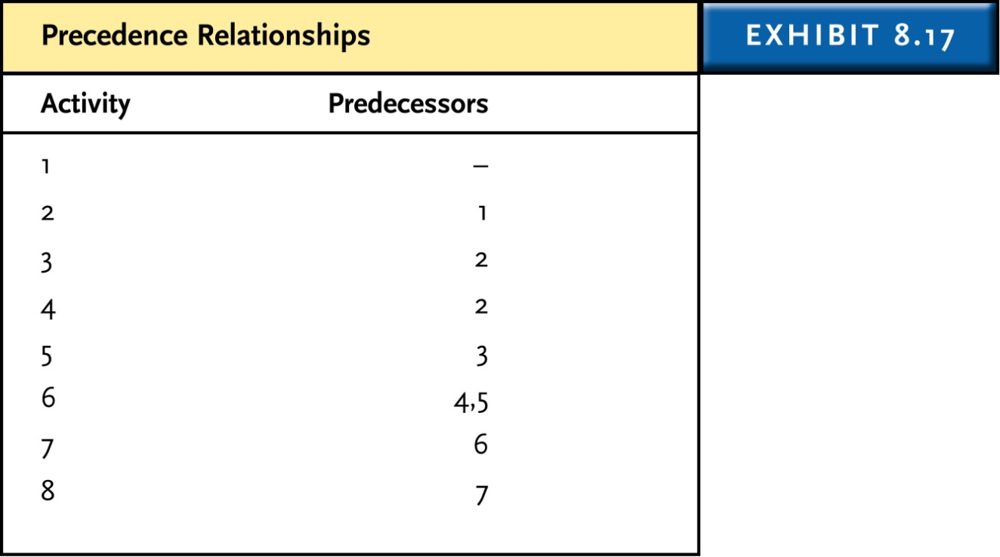 Precedence Relationships
EXHIBIT 8.17
Activity Predecessors
1 –
2 1
3 2
4 2
5 3
6 4,5
7 6
8 7